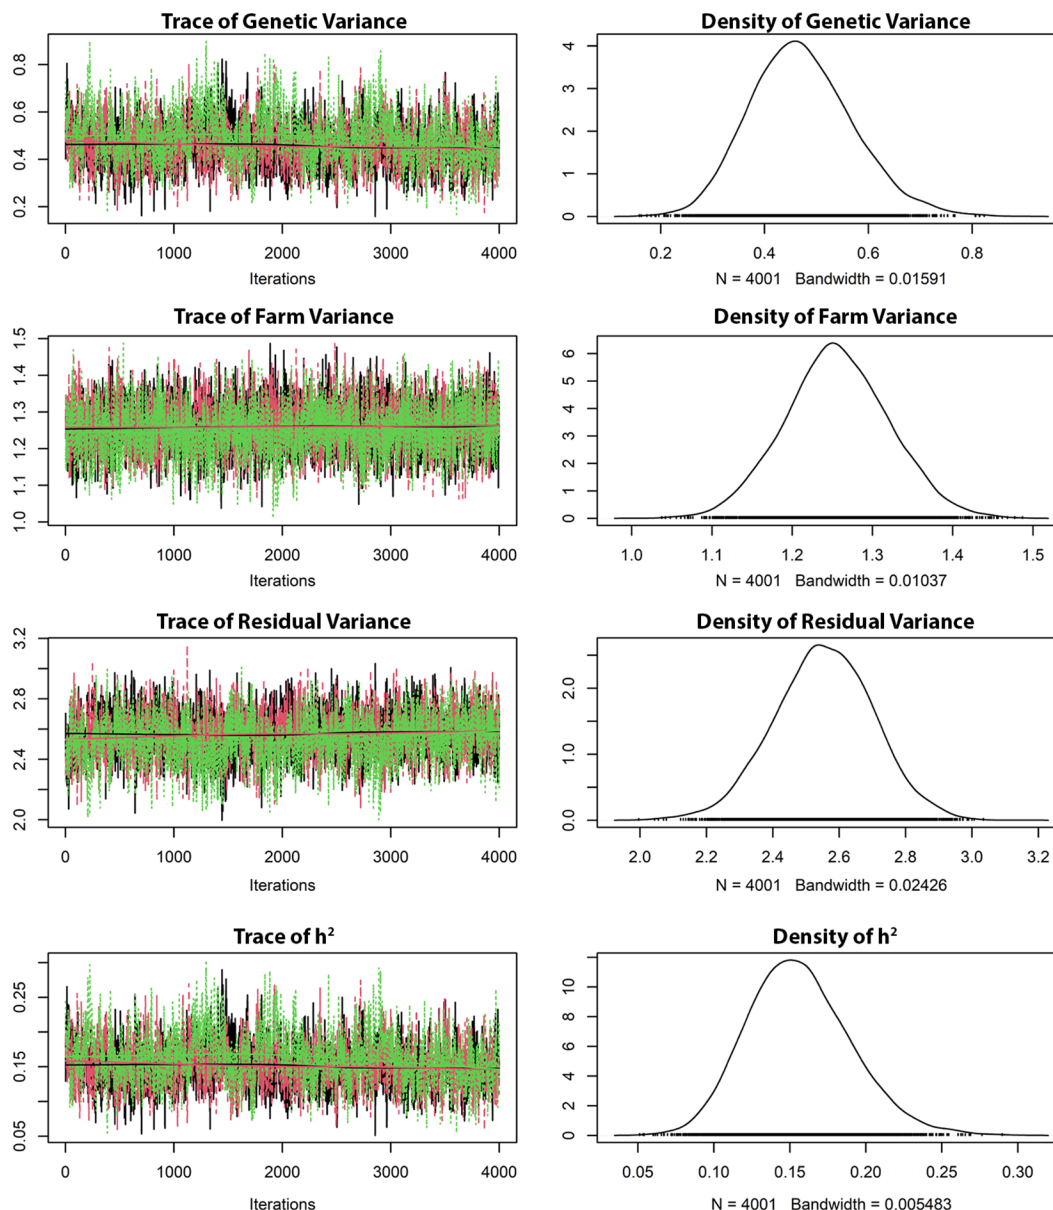 Trace of Genetic Variance
0.8
0.6
0.4
0.2
0 1000 2000 3000 4000
Iterations
Density of Genetic Variance
4
3
2
1
0
0.2 0.4 0.6 0.8
N = 4001 Bandwidth = 0.01591
Trace of Farm Variance
1.5
1.4
1.3
1.2
1.1
1.0
0 1000 2000 3000 4000
Iterations
Density of Farm Variance
6
5
4
3
2
1
0
1.0 1.1 1.2 1.3 1.4 1.5
N = 4001 Bandwidth = 0.01037
Trace of Residual Variance
3.2
2.8
2.4
2.0
0 1000 2000 3000 4000
Iterations
Density of Residual Variance
2.0
1.0
0.0
2.0 2.2 2.4 2.6 2.8 3.0 3.2
N = 4001 Bandwidth = 0.02426
Trace of h²
0.25
0.15
0.05
0 1000 2000 3000 4000
Iterations
Density of h²
10
8
6
4
2
0
0.05 0.10 0.15 0.20 0.25 0.30
N = 4001 Bandwidth = 0.005483